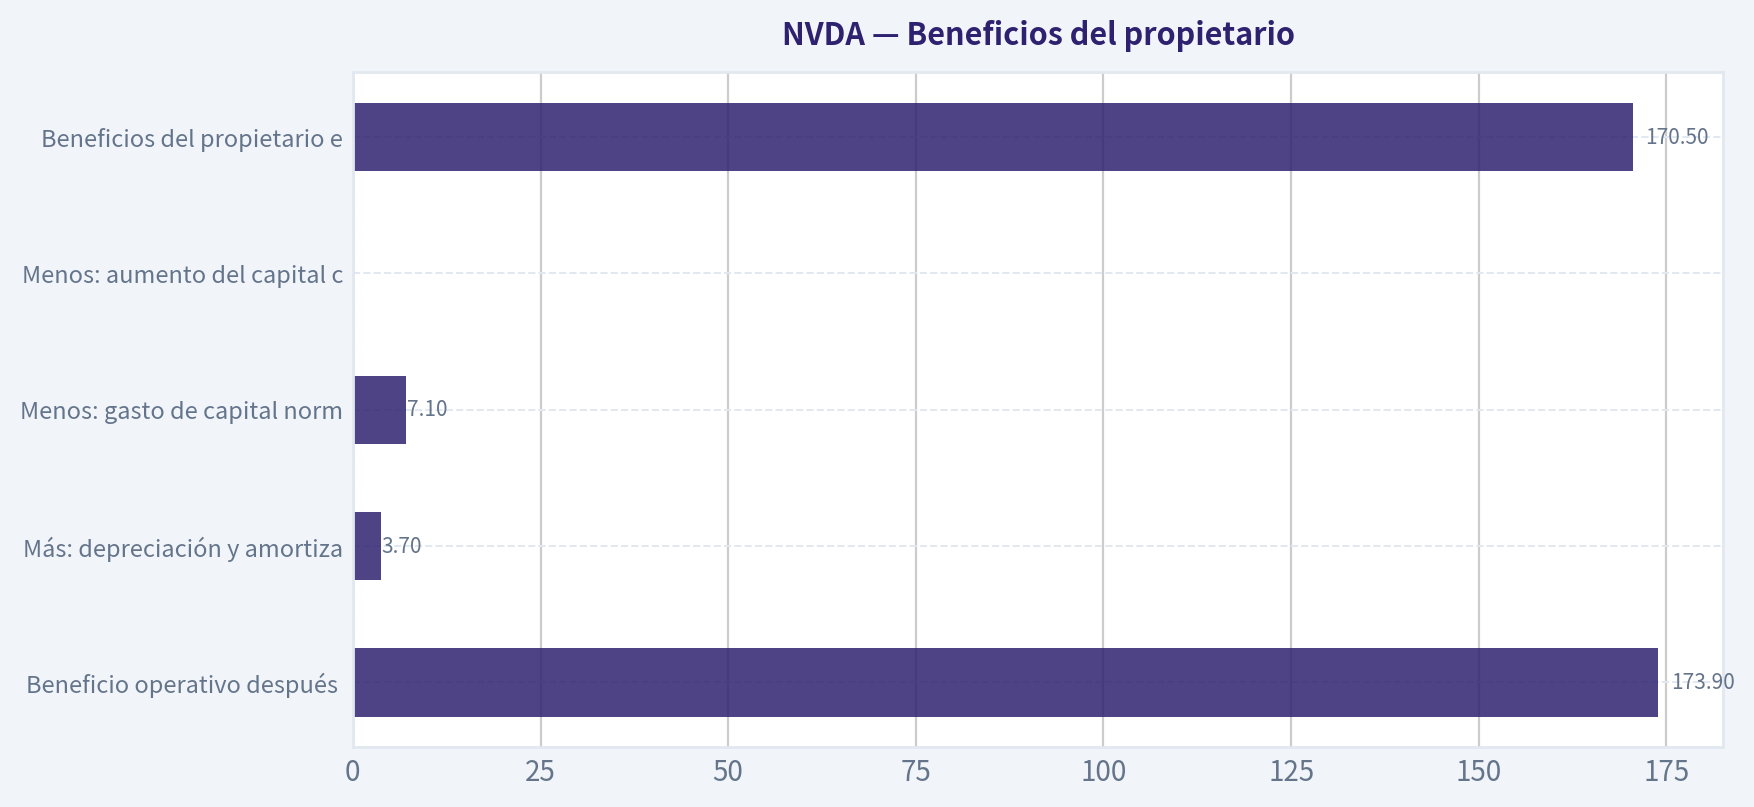 NVDA — Beneficios del propietario
Beneficios del propietario e
170.50
Menos: aumento del capital c
Menos: gasto de capital norm
7.10
Más: depreciación y amortiza
3.70
Beneficio operativo después
173.90
0 25 50 75 100 125 150 175